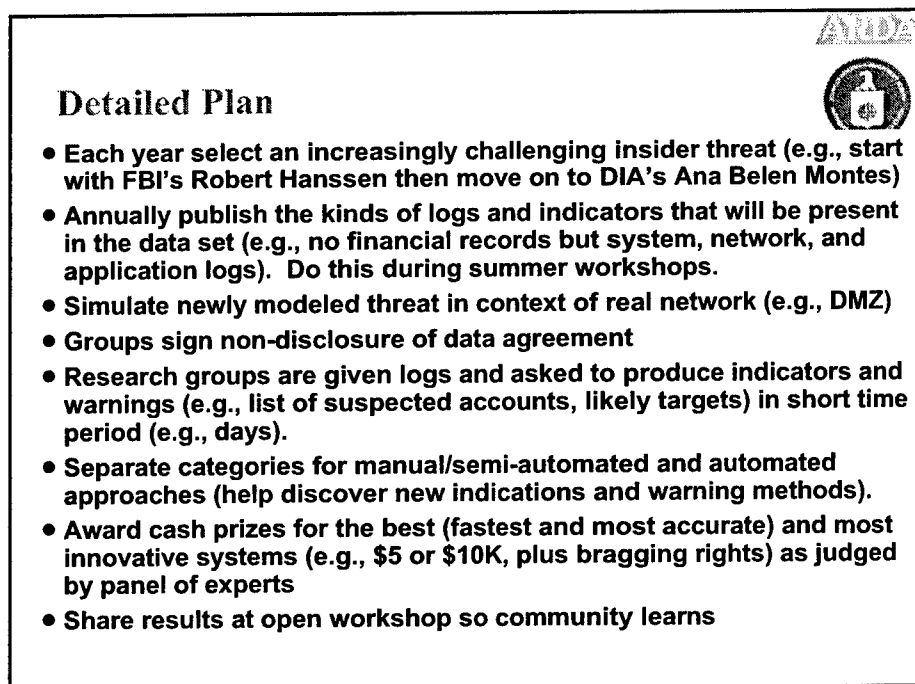 ARDA
Detailed Plan
• Each year select an increasingly challenging insider threat (e.g., start
with FBI's Robert Hanssen then move on to DIA's Ana Belen Montes)
• Annually publish the kinds of logs and indicators that will be present
in the data set (e.g., no financial records but system, network, and
application logs).  Do this during summer workshops.
• Simulate newly modeled threat in context of real network (e.g., DMZ)
• Groups sign non-disclosure of data agreement
• Research groups are given logs and asked to produce indicators and
warnings (e.g., list of suspected accounts, likely targets) in short time
period (e.g., days).
• Separate categories for manual/semi-automated and automated
approaches (help discover new indications and warning methods).
• Award cash prizes for the best (fastest and most accurate) and most
innovative systems (e.g., $5 or $10K, plus bragging rights) as judged
by panel of experts
• Share results at open workshop so community learns